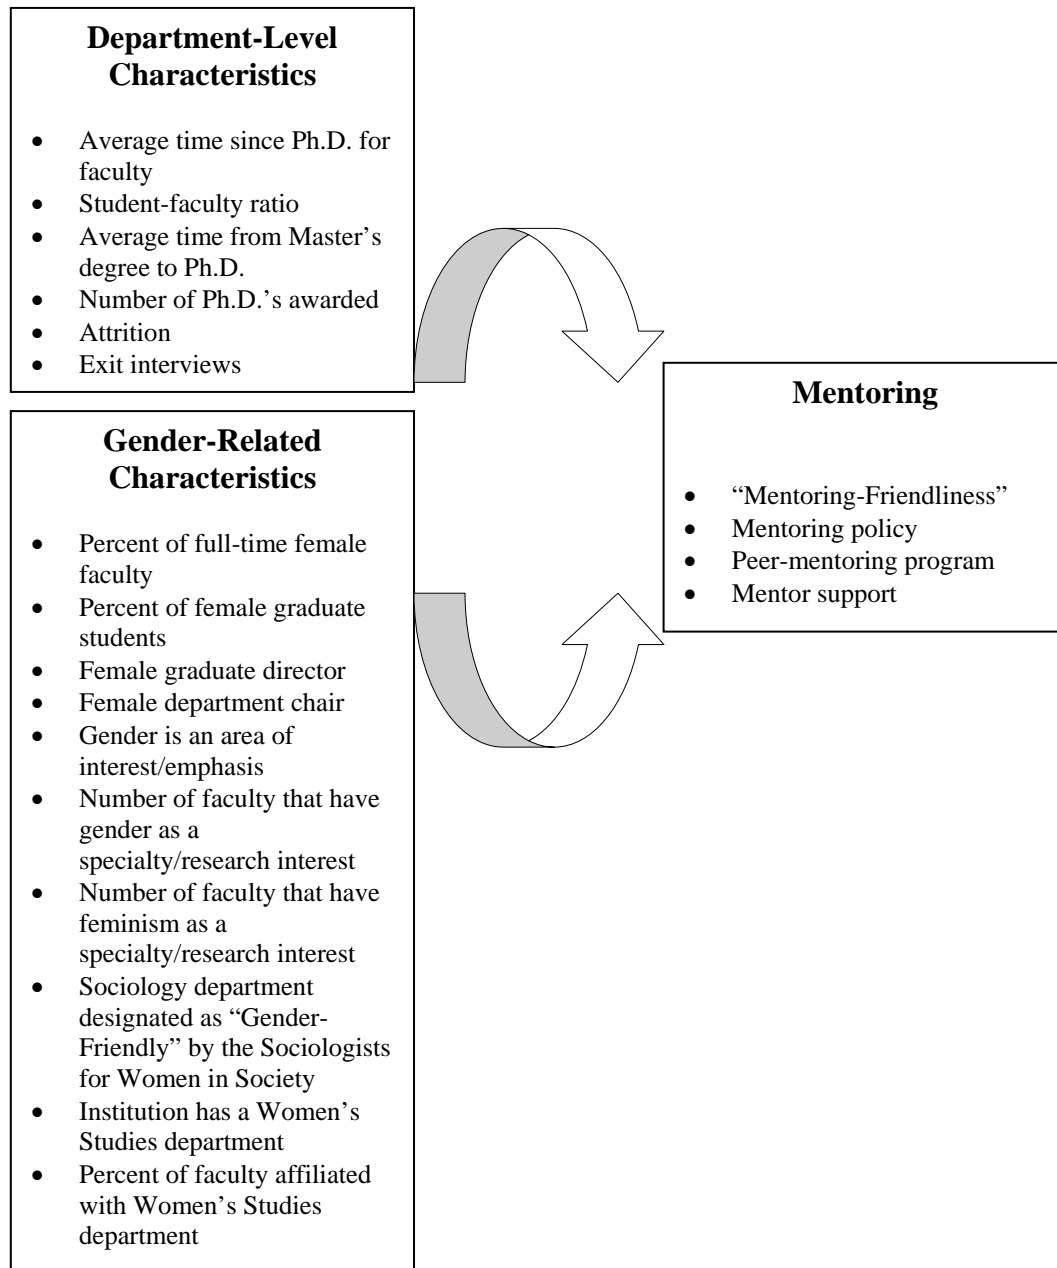 Department-Level
Characteristics
• Average time since Ph.D. for
faculty
• Student-faculty ratio
• Average time from Master’s
degree to Ph.D.
• Number of Ph.D.’s awarded
• Attrition
• Exit interviews
Gender-Related
Characteristics
• Percent of full-time female
faculty
• Percent of female graduate
students
• Female graduate director
• Female department chair
• Gender is an area of
interest/emphasis
• Number of faculty that have
gender as a
specialty/research interest
• Number of faculty that have
feminism as a
specialty/research interest
• Sociology department
designated as “Gender-
Friendly” by the Sociologists
for Women in Society
• Institution has a Women’s
Studies department
• Percent of faculty affiliated
with Women’s Studies
department
Mentoring
• “Mentoring-Friendliness”
• Mentoring policy
• Peer-mentoring program
• Mentor support